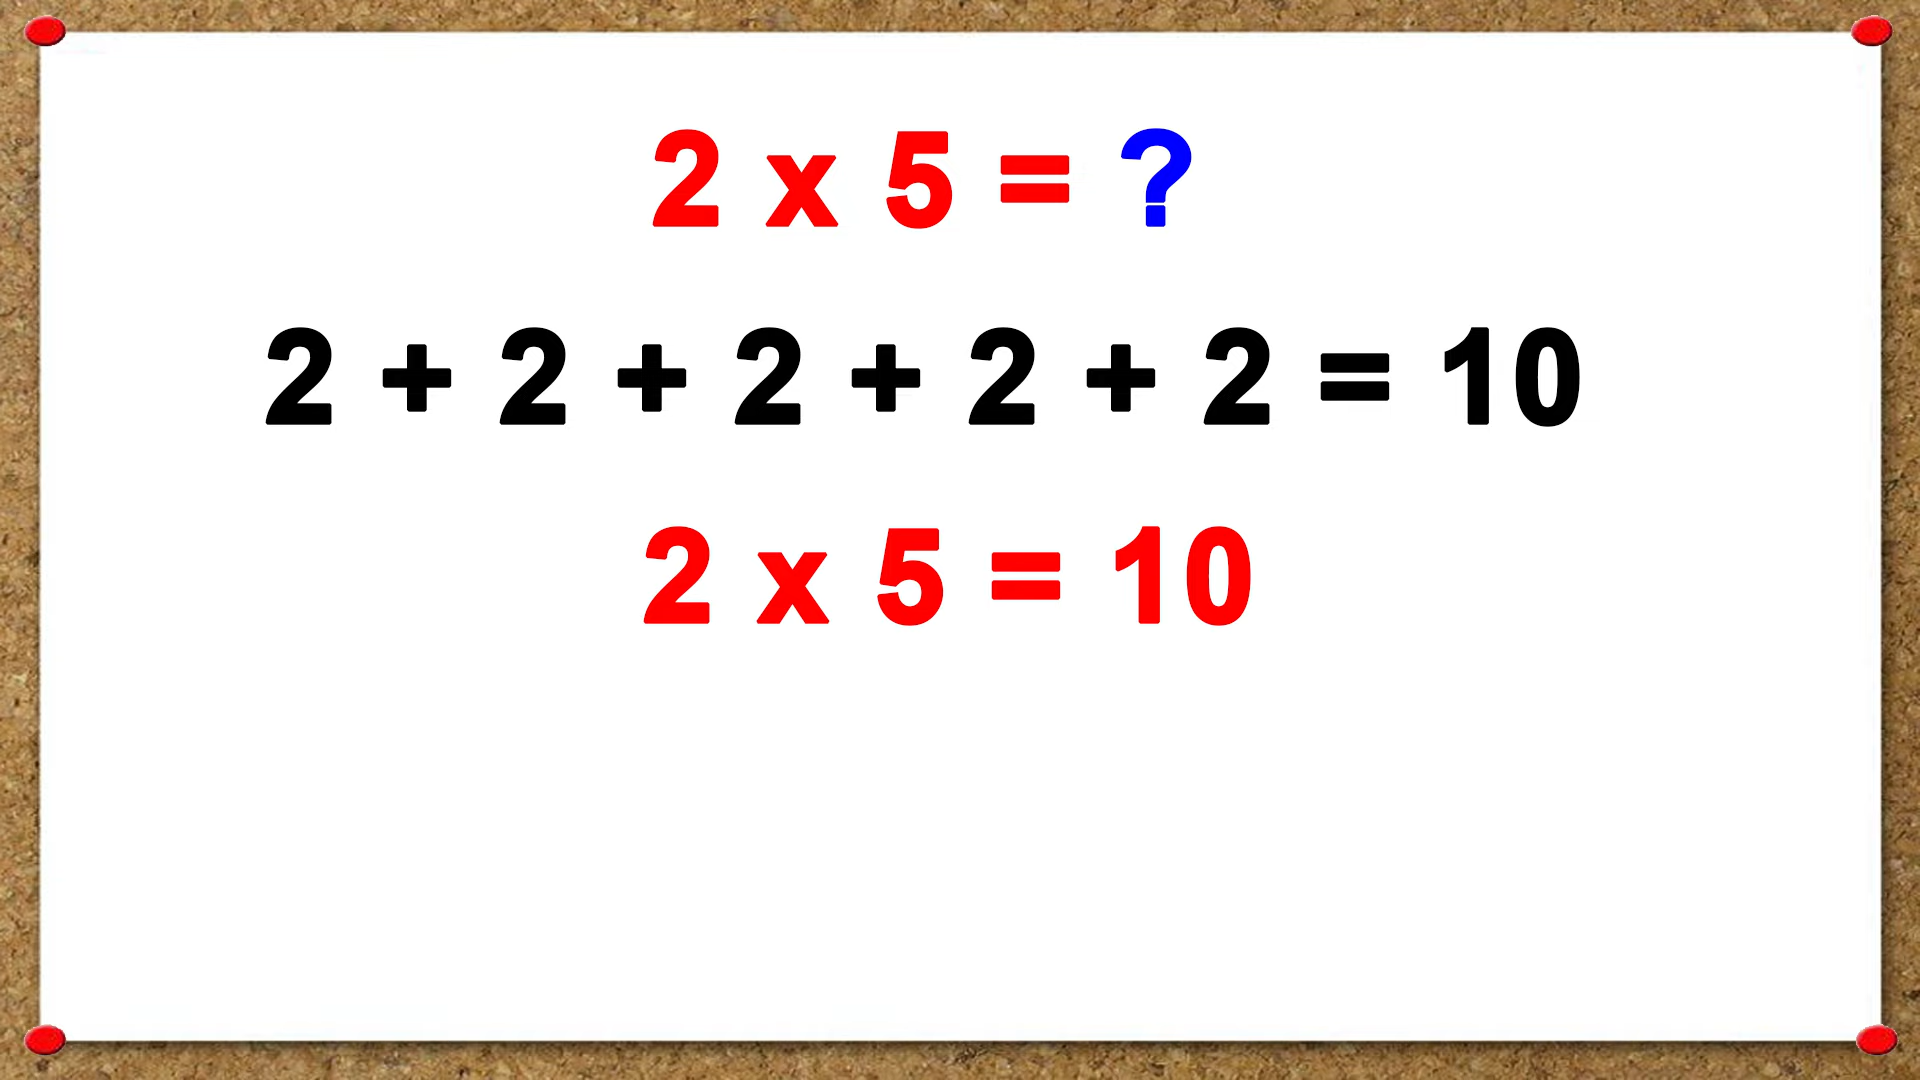 2 x 5 = ?
2 + 2 + 2 + 2 + 2 = 10
2 x 5 = 10